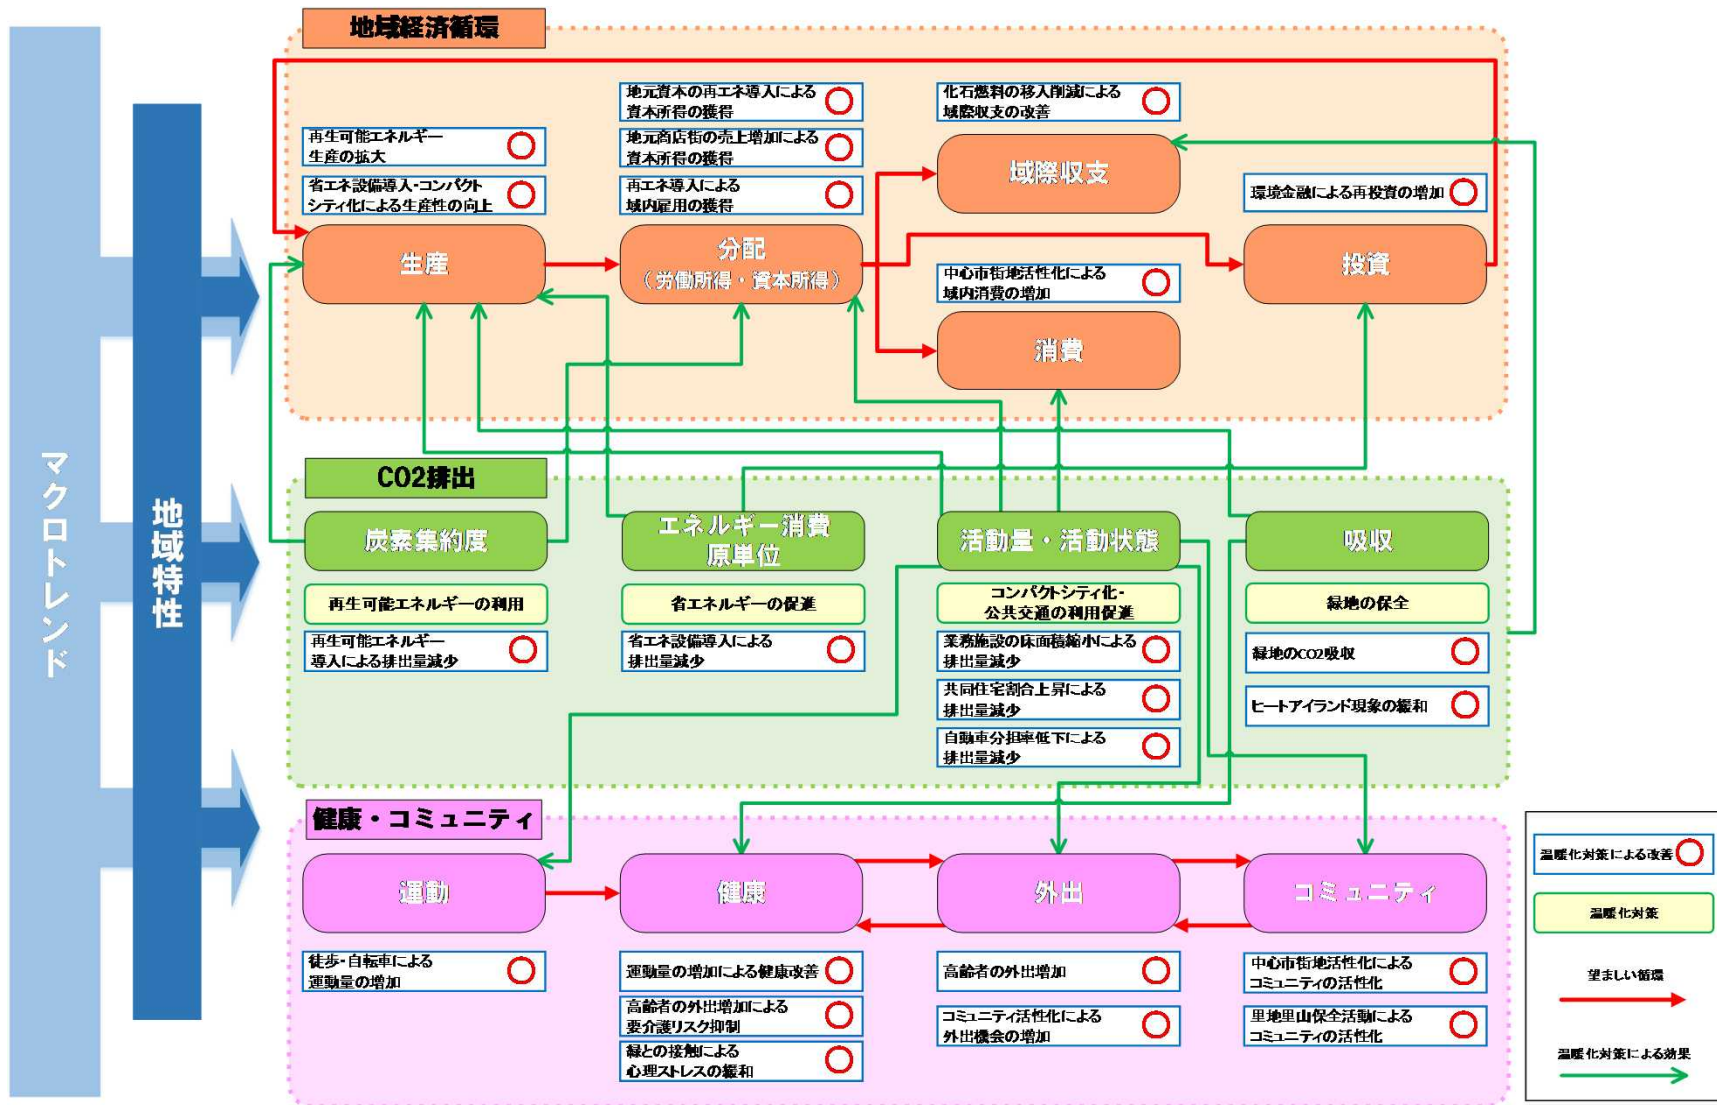 マクロトレンド
地域特性
地域経済循環
再生可能エネルギー
生産の拡大
省エネ設備導入・コンパクト
シティ化による生産性の向上
地元資本の再エネ導入による
資本所得の獲得
地元商店街の売上増加による
資本所得の獲得
再エネ導入による
域内雇用の獲得
化石燃料の移入削減による
域際収支の改善
域際収支
環境金融による再投資の増加
生産
分配
（労働所得・資本所得）
中心市街地活性化による
域内消費の増加
投資
消費
CO2排出
炭素集約度
エネルギー消費
原単位
活動量・活動状態
吸収
再生可能エネルギーの利用
省エネルギーの促進
コンパクトシティ化・
公共交通の利用促進
緑地の保全
再生可能エネルギー
導入による排出量減少
省エネ設備導入による
排出量減少
業務施設の床面積縮小による
排出量減少
共同住宅割合上昇による
排出量減少
自動車分担率低下による
排出量減少
緑地のCO2吸収
ヒートアイランド現象の緩和
健康・コミュニティ
運動
健康
外出
コミュニティ
徒歩・自転車による
運動量の増加
運動量の増加による健康改善
高齢者の外出増加による
要介護リスク抑制
緑との接触による
心理ストレスの緩和
高齢者の外出増加
コミュニティ活性化による
外出機会の増加
中心市街地活性化による
コミュニティの活性化
里地里山保全活動による
コミュニティの活性化
温暖化対策による改善
温暖化対策
望ましい循環
温暖化対策による効果